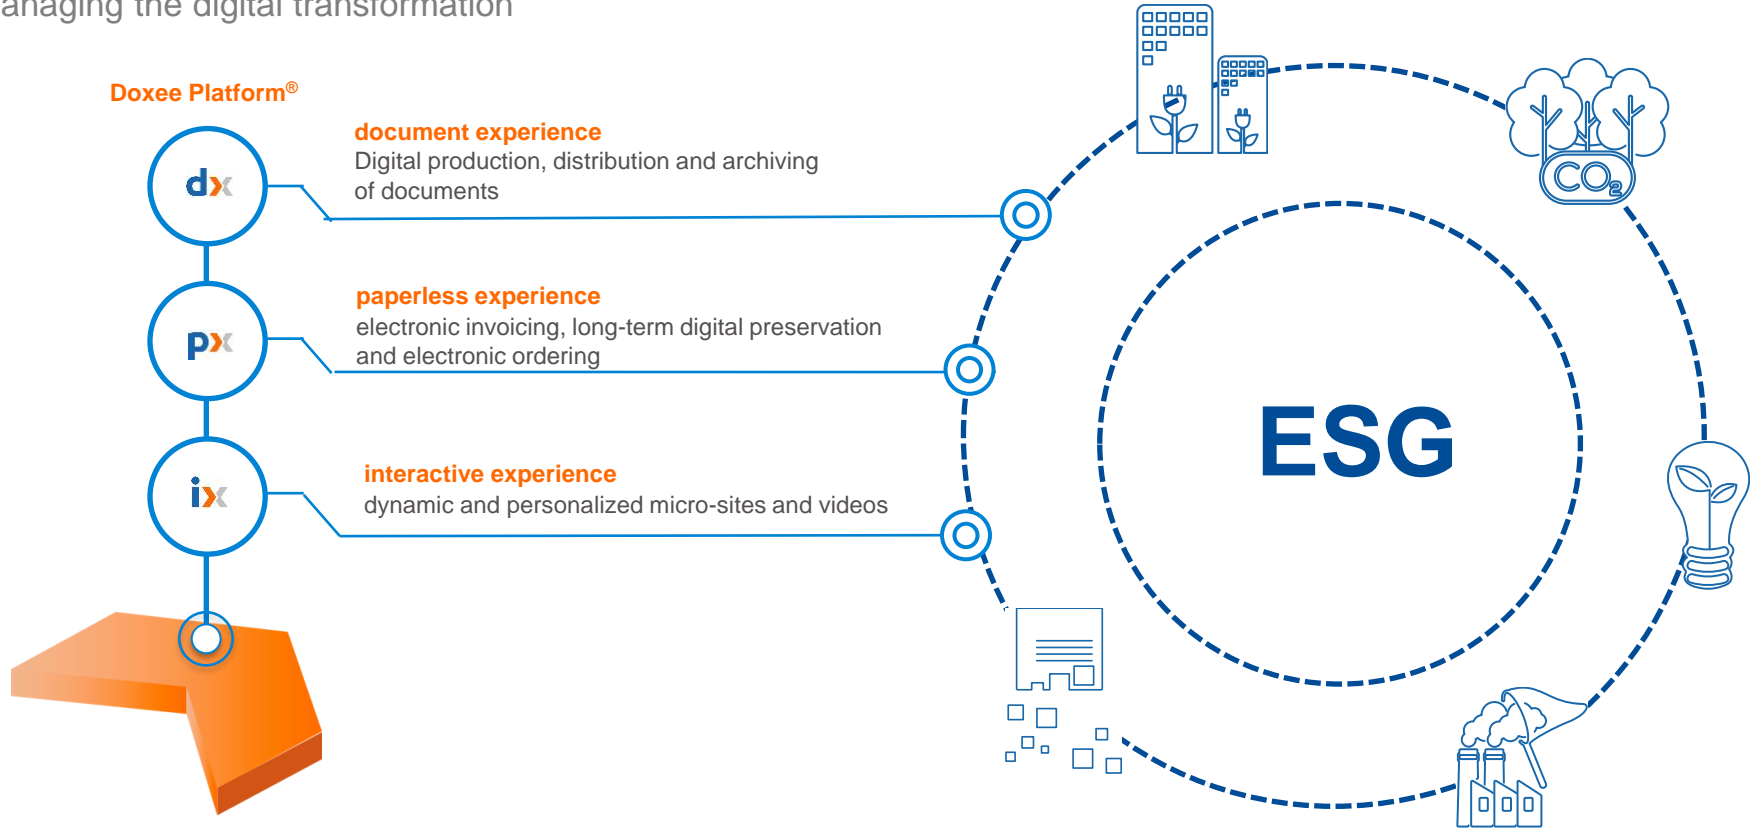 anaging the digital transformation
Doxee Platform®
dx
document experience
Digital production, distribution and archiving
of documents
px
paperless experience
electronic invoicing, long-term digital preservation
and electronic ordering
ix
interactive experience
dynamic and personalized micro-sites and videos
CO2
ESG